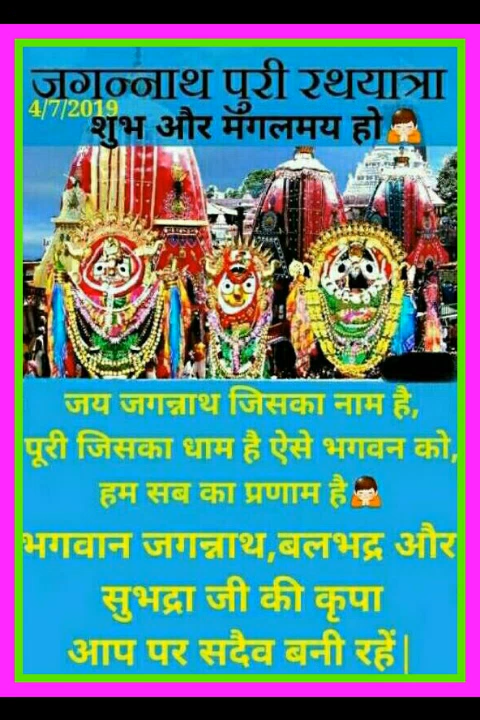 जगन्नाथ पुरी रथयात्रा
4/7/2019
शुभ और मंगलमय हो🙏
जय जगन्नाथ जिसका नाम है,
पूरी जिसका धाम है ऐसे भगवन को,
हम सब का प्रणाम है🙏
भगवान जगन्नाथ,बलभद्र और
सुभद्रा जी की कृपा
आप पर सदैव बनी रहें|